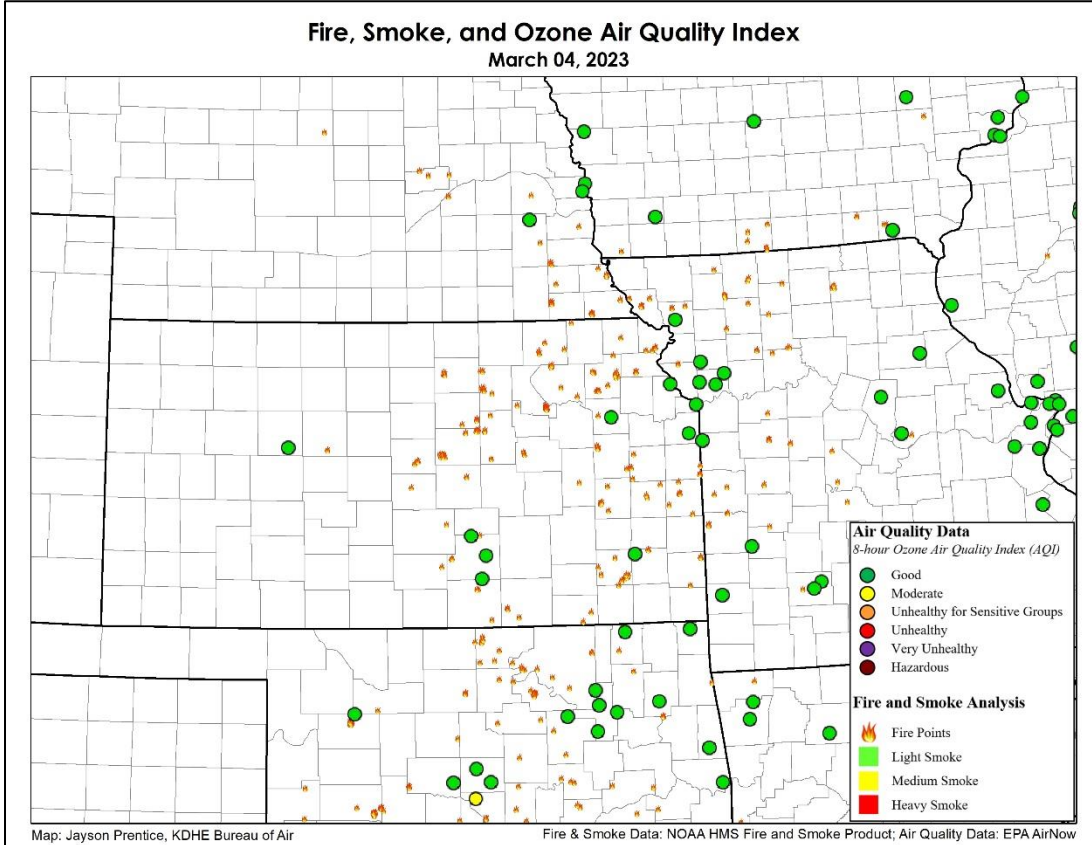 Fire, Smoke, and Ozone Air Quality Index
March 04, 2023
Air Quality Data
8-hour Ozone Air Quality Index (AQI)
Good
Moderate
Unhealthy for Sensitive Groups
Unhealthy
Very Unhealthy
Hazardous
Fire and Smoke Analysis
Fire Points
Light Smoke
Medium Smoke
Heavy Smoke
Map: Jayson Prentice, KDHE Bureau of Air
Fire & Smoke Data: NOAA HMS Fire and Smoke Product; Air Quality Data: EPA AirNow